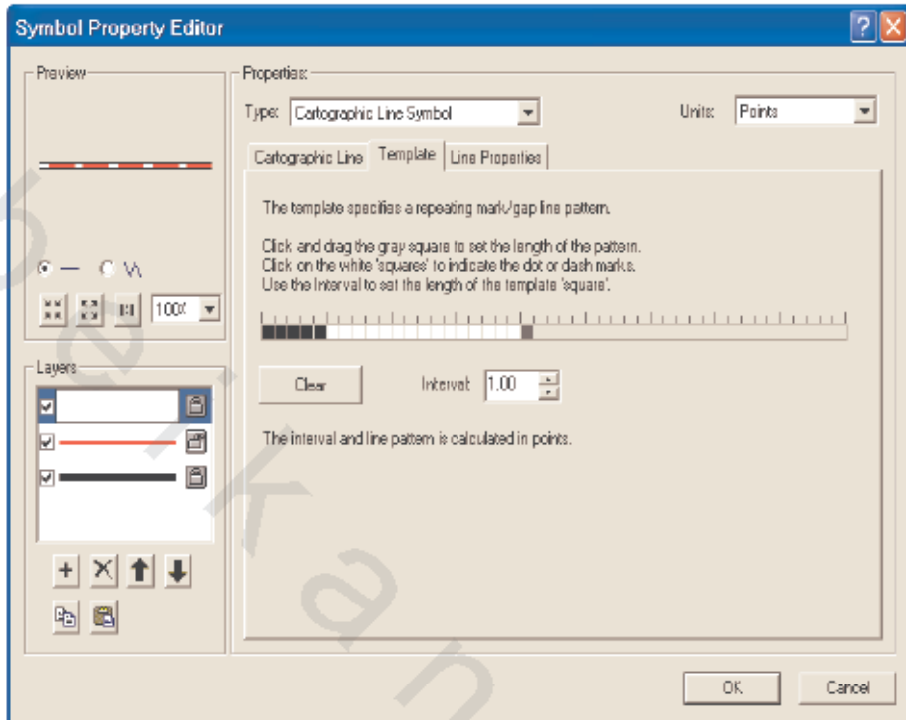 Symbol Property Editor
Preview
100%
Layers
Properties:
Type: Cartographic Line Symbol
Units: Points
Cartographic Line Template Line Properties
The template specifies a repeating mark/gap line pattern.
Click and drag the gray square to set the length of the pattern.
Click on the white 'squares' to indicate the dot or dash marks.
Use the Interval to set the length of the template 'square'.
Clear Interval: 1.00
The interval and line pattern is calculated in points.
OK Cancel